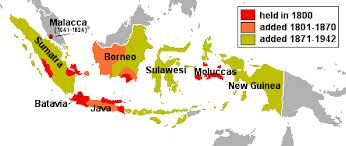 Malacca
(1641-1824)
held in 1800
added 1801-1870
added 1871-1942
Sumatra
Borneo
Sulawesi
Moluccas
New Guinea
Batavia
Java